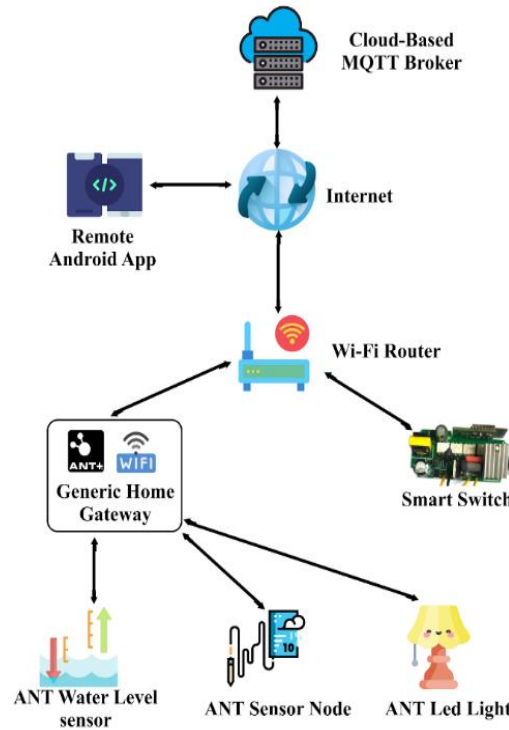 Cloud-Based
MQTT Broker
</>
Internet
Remote
Android App
Wi-Fi Router
ANT+
WIFI
Generic Home
Gateway
Smart Switch
10
ANT Water Level
sensor
ANT Sensor Node
ANT Led Light